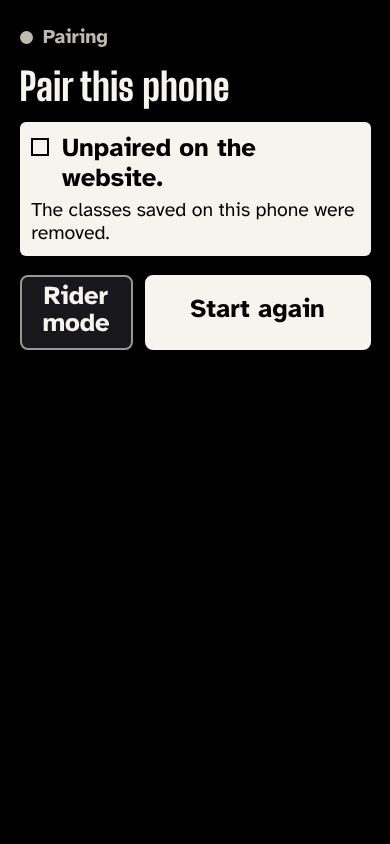 Pairing
Pair this phone
Unpaired on the
website.
The classes saved on this phone were
removed.
Rider
mode
Start again